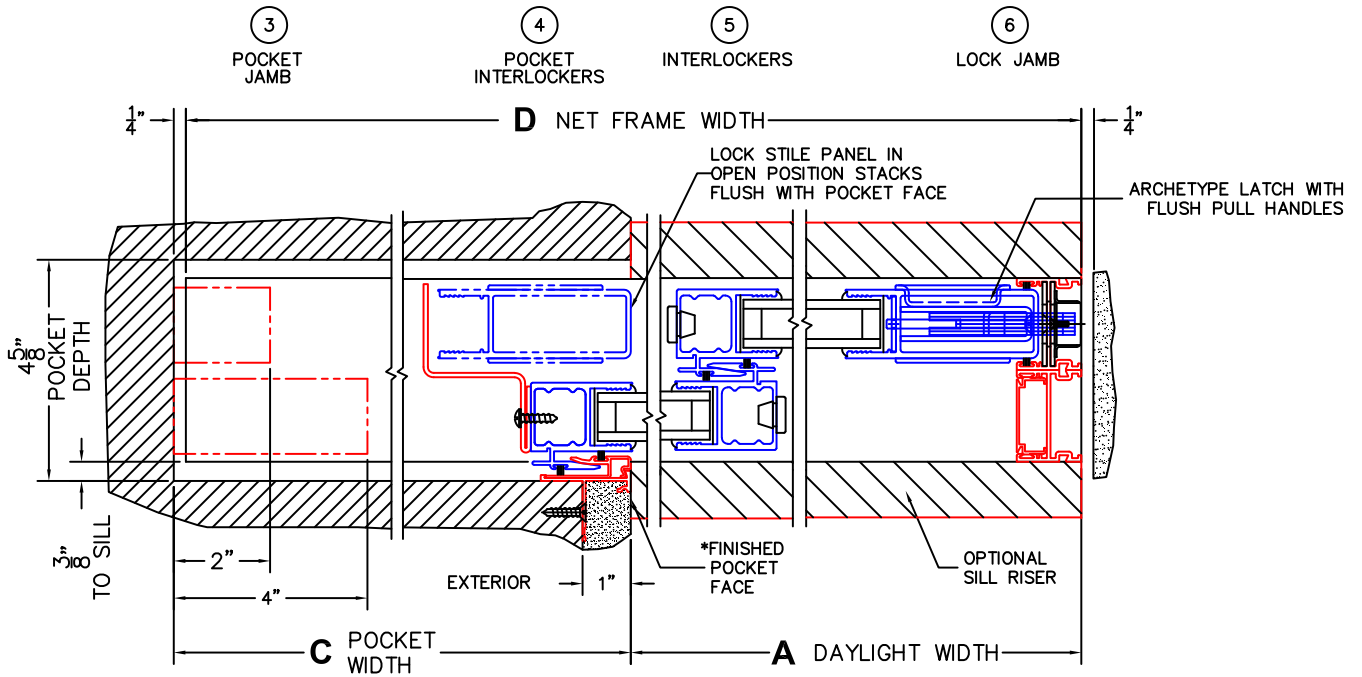 3
POCKET
JAMB
4
POCKET
INTERLOCKERS
5
INTERLOCKERS
6
LOCK JAMB
1/4"
D NET FRAME WIDTH
1/4"
LOCK STILE PANEL IN
OPEN POSITION STACKS
FLUSH WITH POCKET FACE
ARCHETYPE LATCH WITH
FLUSH PULL HANDLES
4 5/8"
POCKET
DEPTH
3/8"
TO SILL
2"
4"
EXTERIOR
1"
*FINISHED
POCKET
FACE
OPTIONAL
SILL RISER
C POCKET
WIDTH
A DAYLIGHT WIDTH